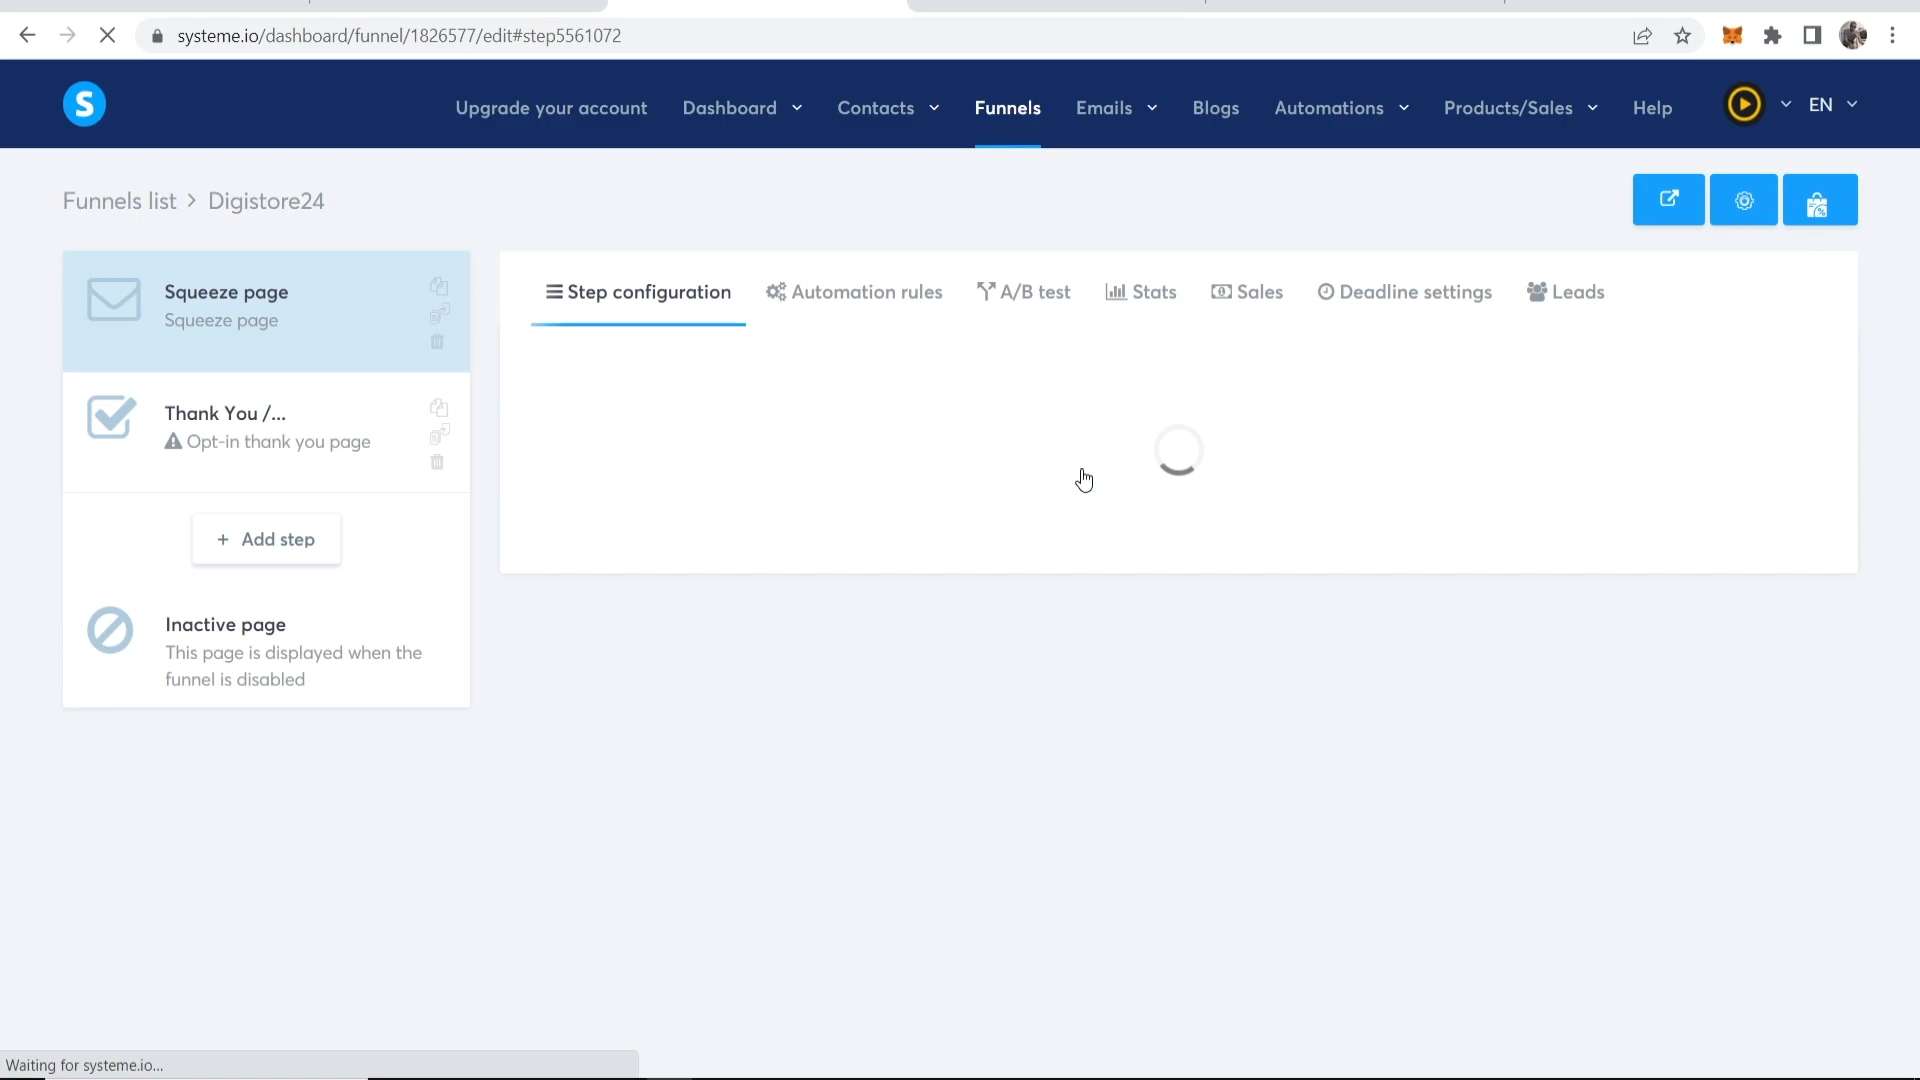 systeme.io/dashboard/funnel/1826577/edit#step5561072
S Upgrade your account Dashboard Contacts Funnels Emails Blogs Automations Products/Sales Help EN
Funnels list > Digistore24
Squeeze page
Squeeze page
Thank You /...
Opt-in thank you page
+ Add step
Inactive page
This page is displayed when the
funnel is disabled
Step configuration Automation rules A/B test Stats Sales Deadline settings Leads
Waiting for systeme.io...